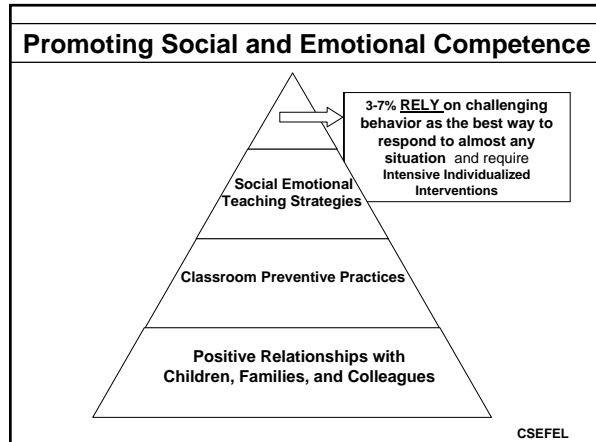 Promoting Social and Emotional Competence
3-7% RELY on challenging
behavior as the best way to
respond to almost any
situation and require
Intensive Individualized
Interventions
Social Emotional
Teaching Strategies
Classroom Preventive Practices
Positive Relationships with
Children, Families, and Colleagues
CSEFEL